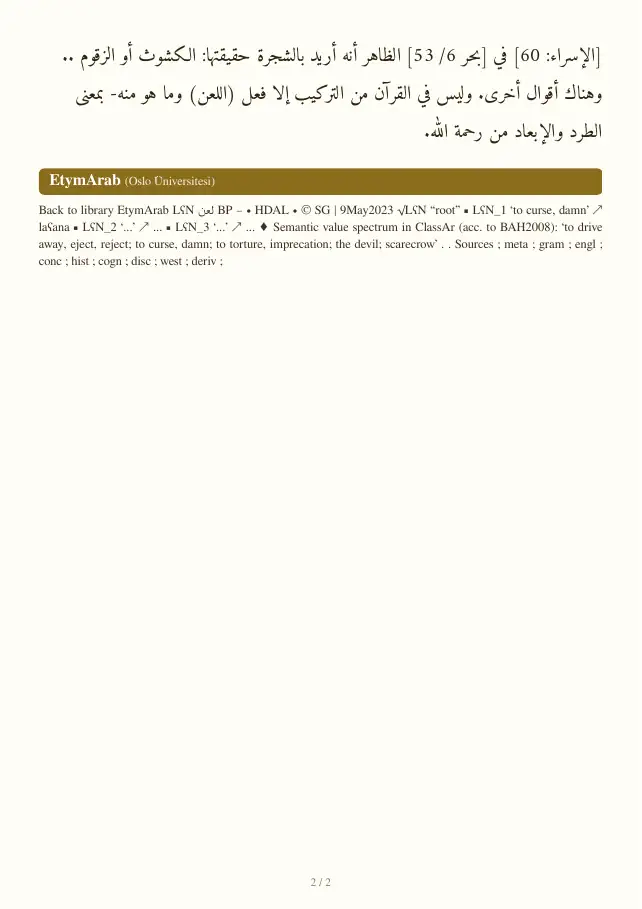 [الإسراء: 60] في [بحر 6/ 53] الظاهر أنه أريد بالشجرة حقيقتها: الكشوث أو الزقوم ..
وهناك أقوال أخرى. وليس في القرآن من التركيب إلا فعل (اللعن) وما هو منه- بمعنى
الطرد والإبعاد من رحمة الله.
EtymArab (Oslo Üniversitesi)
Back to library EtymArab LʕN لعن BP – • HDAL • © SG | 9May2023 √LʕN “root” ▪ LʕN_1 ‘to curse, damn’ ↗
laʕana ▪ LʕN_2 ‘...’ ↗ ... ▪ LʕN_3 ‘...’ ↗ ... ♦ Semantic value spectrum in ClassAr (acc. to BAH2008): ‘to drive
away, eject, reject; to curse, damn; to torture, imprecation; the devil; scarecrow’ . . Sources ; meta ; gram ; engl ;
conc ; hist ; cogn ; disc ; west ; deriv ;
2 / 2